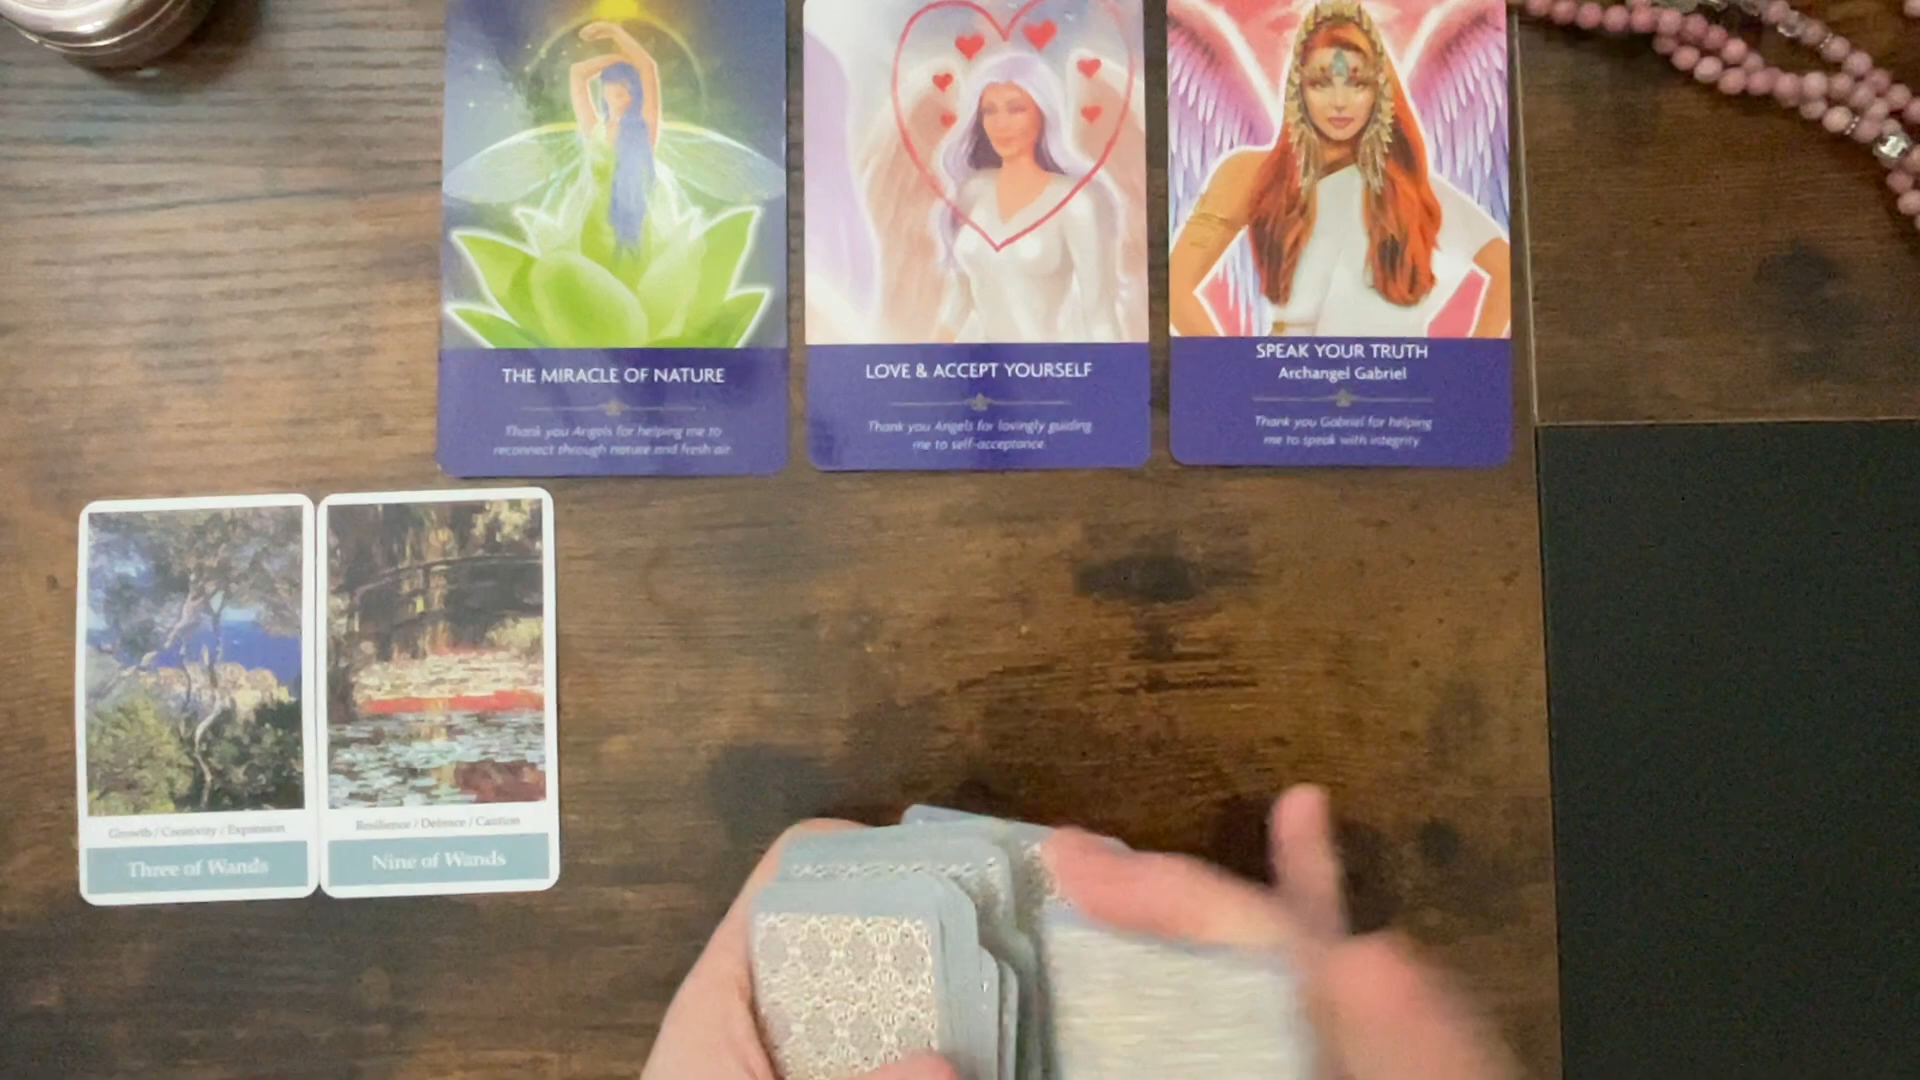 THE MIRACLE OF NATURE
Thank you Angels for helping me to
reconnect through nature and fresh air.
LOVE & ACCEPT YOURSELF
Thank you Angels for lovingly guiding
me to self-acceptance.
SPEAK YOUR TRUTH
Archangel Gabriel
Thank you Gabriel for helping
me to speak with integrity.
Growth / Creativity / Expansion
Three of Wands
Resilience / Defence / Caution
Nine of Wands